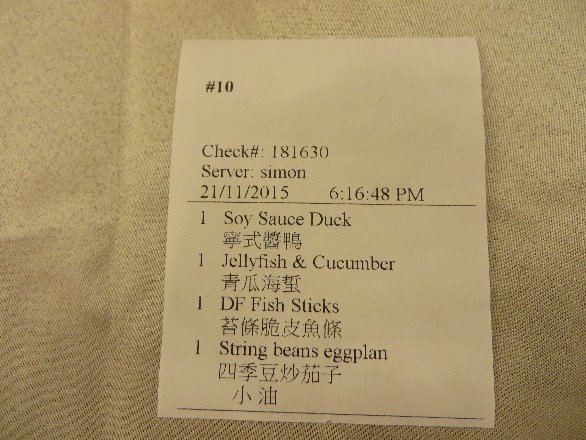 #10
Check#: 181630
Server: simon
21/11/2015 6:16:48 PM
1 Soy Sauce Duck
寧式醬鴨
1 Jellyfish & Cucumber
青瓜海蜇
1 DF Fish Sticks
苔條脆皮魚條
1 String beans eggplan
四季豆炒茄子
小油